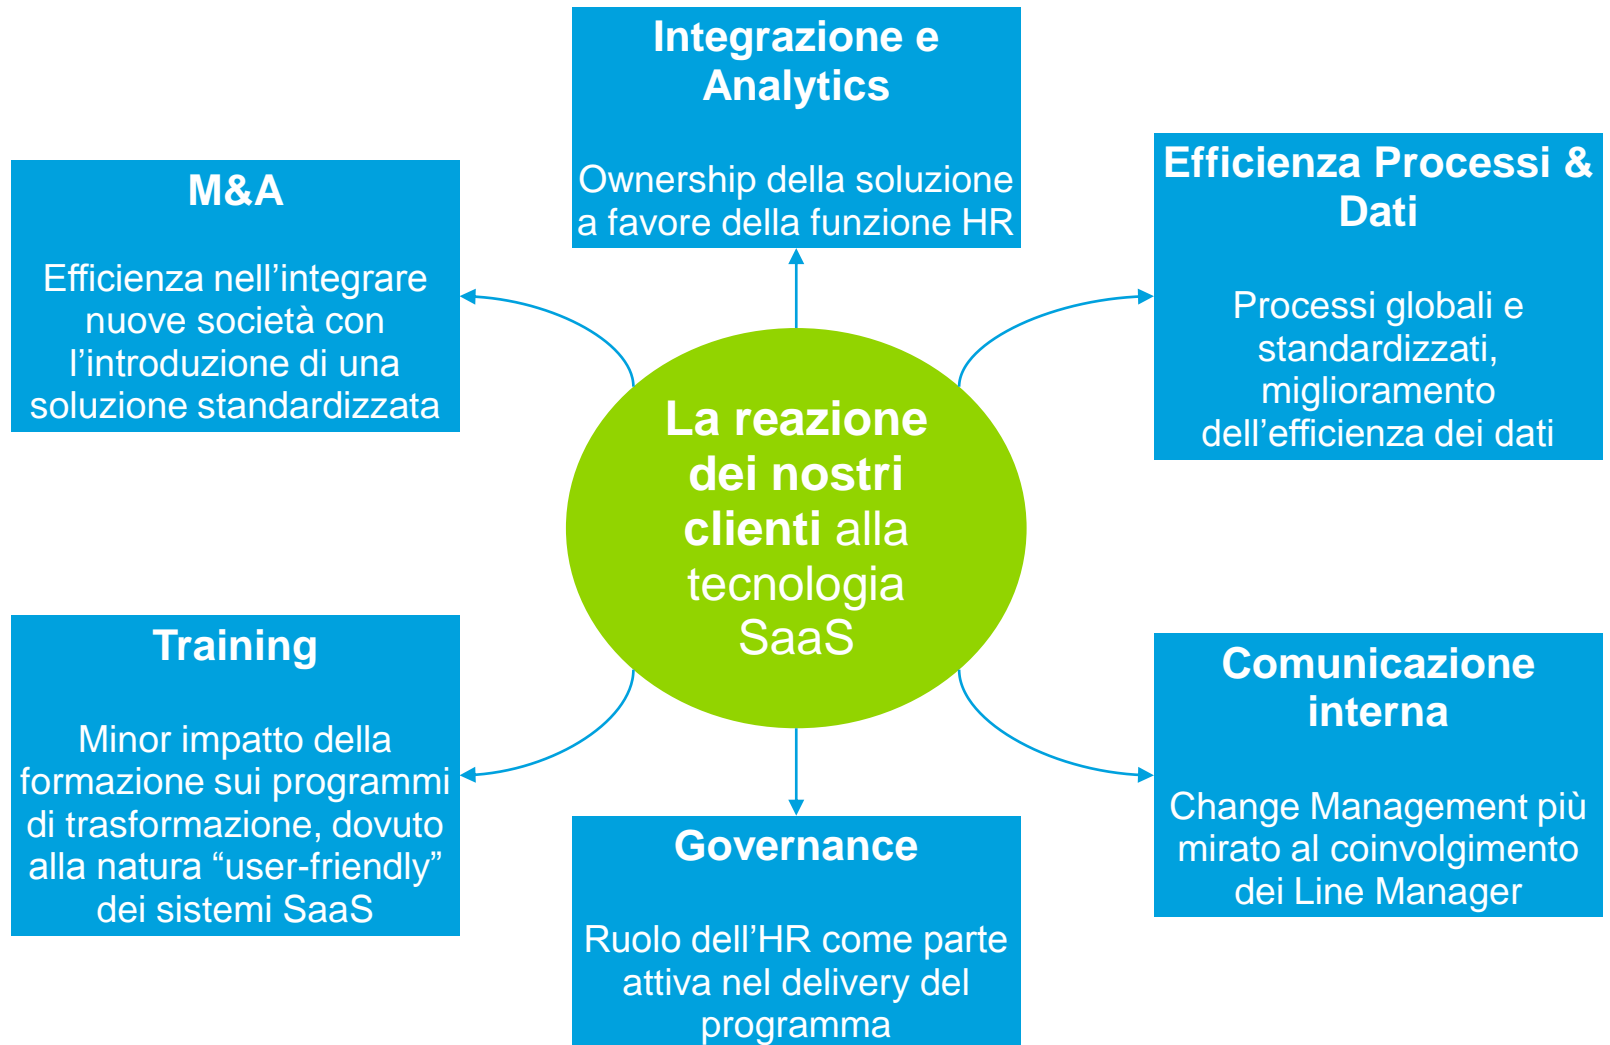 Integrazione e
Analytics
Ownership della soluzione
a favore della funzione HR
Efficienza Processi &
Dati
Processi globali e
standardizzati,
miglioramento
dell’efficienza dei dati
M&A
Efficienza nell’integrare
nuove società con
l’introduzione di una
soluzione standardizzata
La reazione
dei nostri
clienti alla
tecnologia
SaaS
Training
Minor impatto della
formazione sui programmi
di trasformazione, dovuto
alla natura “user-friendly”
dei sistemi SaaS
Comunicazione
interna
Change Management più
mirato al coinvolgimento
dei Line Manager
Governance
Ruolo dell’HR come parte
attiva nel delivery del
programma